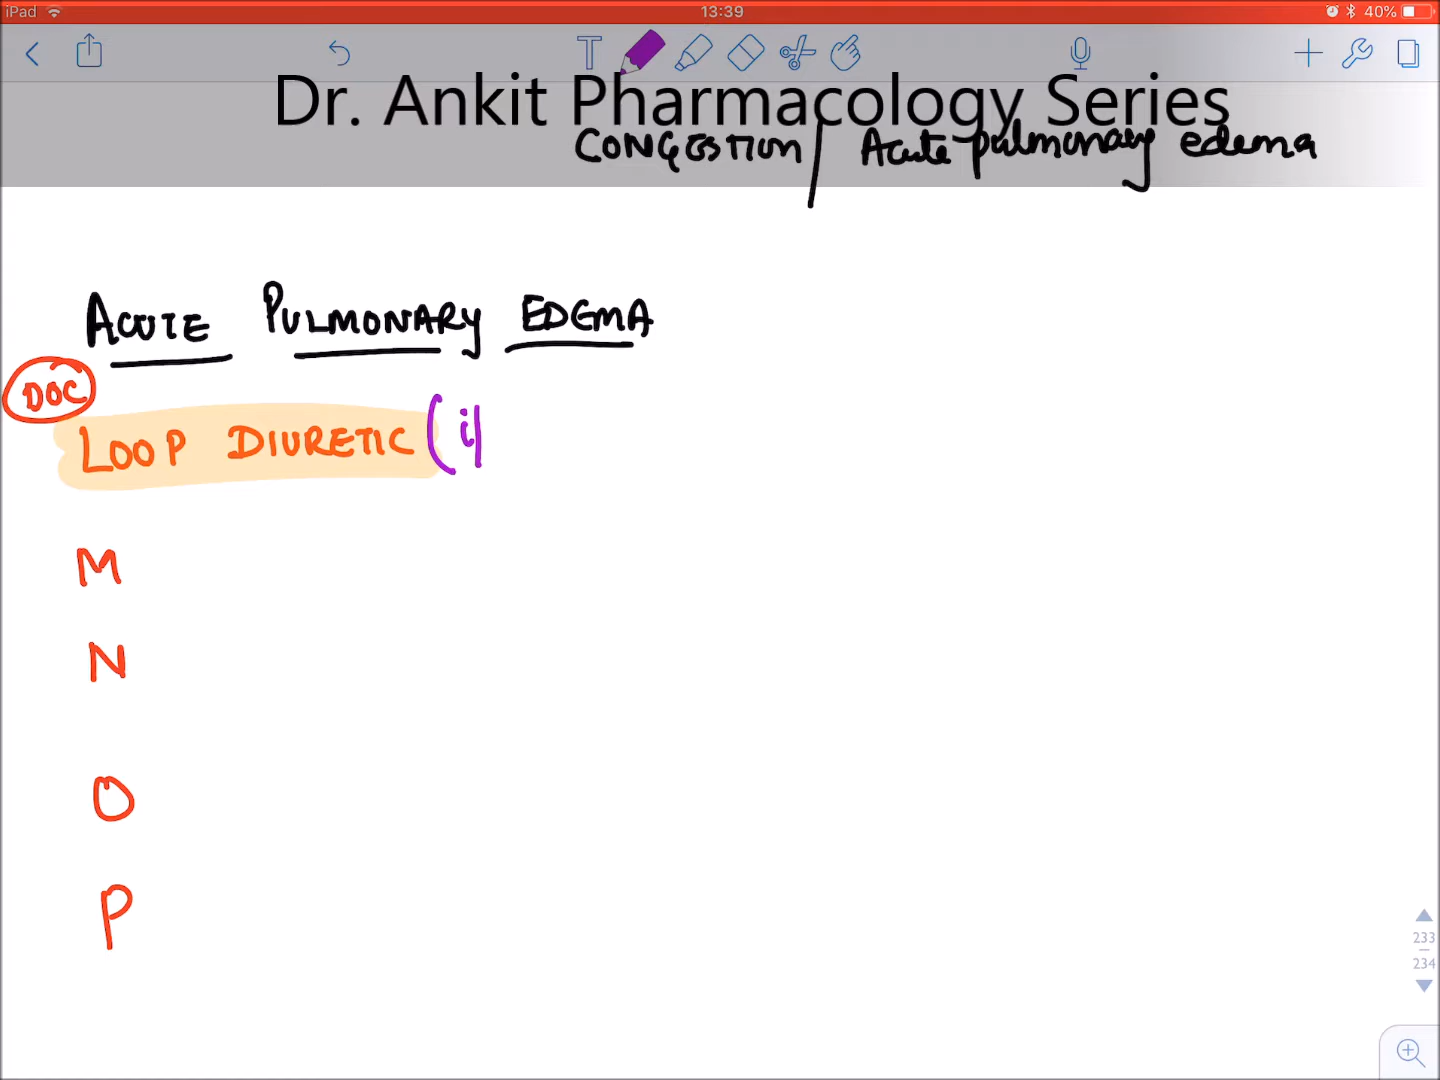 iPad 13:39 40%
T
Dr. Ankit Pharmacology Series
CONGESTION / Acute pulmonary edema
ACUTE PULMONARY EDEMA
DOC
LOOP DIURETIC (i
M
N
O
P
233
234